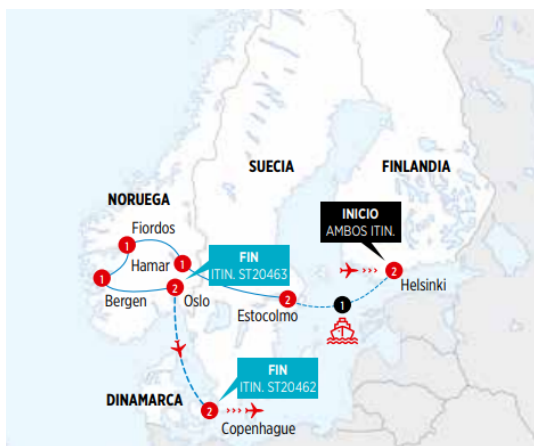 SUECIA
FINLANDIA
NORUEGA
INICIO
AMBOS ITIN.
Fiordos
1
FIN
ITIN. ST20463
Hamar
1
2
Helsinki
1
Bergen
2
Oslo
2
Estocolmo
1
FIN
ITIN. ST20462
DINAMARCA
2
Copenhague